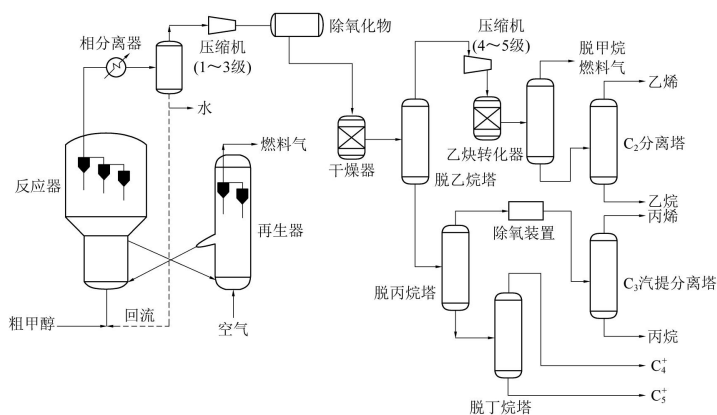 相分离器
压缩机
(1～3级)
除氧化物
压缩机
(4～5级)
脱甲烷
燃料气
乙烯
水
燃料气
干燥器
乙炔转化器
C₂分离塔
脱乙烷塔
反应器
再生器
乙烷
丙烯
除氧装置
脱丙烷塔
C₃汽提分离塔
粗甲醇
回流
空气
丙烷
C₄⁺
C₅⁺
脱丁烷塔